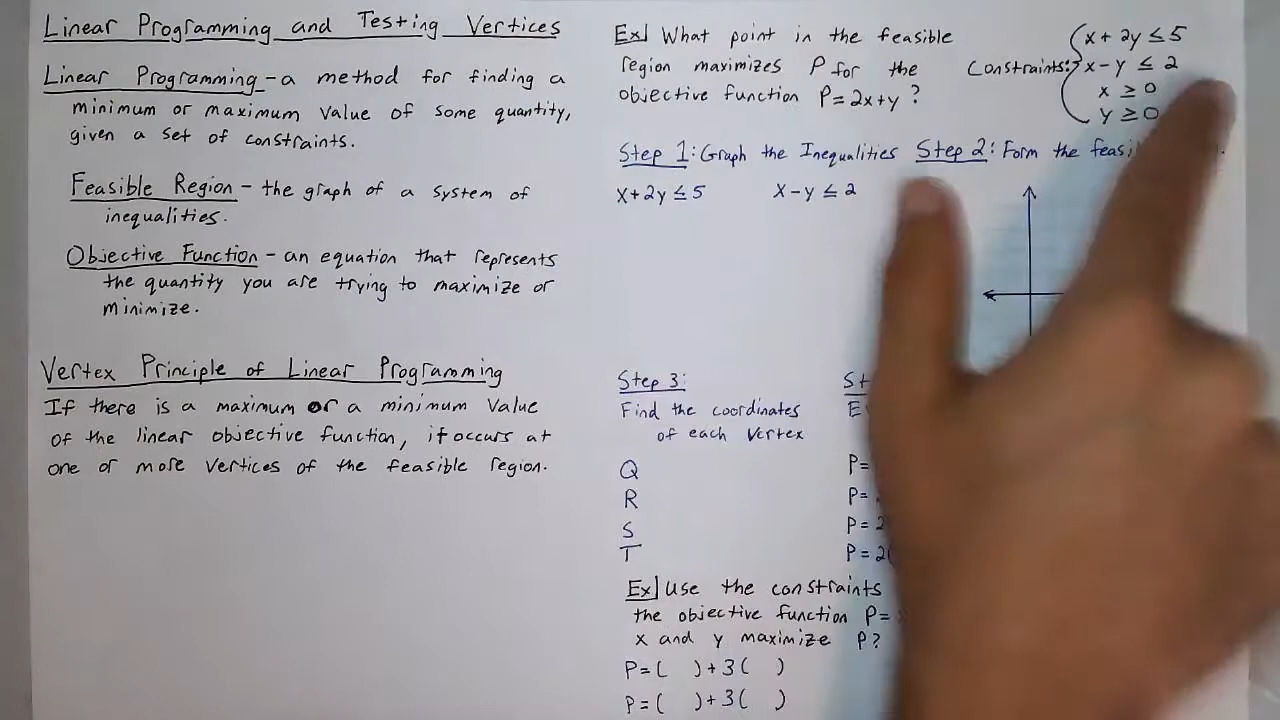 Linear Programming and Testing Vertices
Linear Programming - a method for finding a
minimum or maximum value of some quantity,
given a set of constraints.
Feasible Region - the graph of a system of
inequalities.
Objective Function - an equation that represents
the quantity you are trying to maximize or
minimize.
Vertex Principle of Linear Programming
If there is a maximum or a minimum value
of the linear objective function, it occurs at
one or more vertices of the feasible region.
Ex] What point in the feasible
region maximizes P for the
objective function P=2x+y ?
Constraints:
x + 2y ≤ 5
x - y ≤ 2
x ≥ 0
y ≥ 0
Step 1: Graph the Inequalities
x+2y ≤ 5
x-y ≤ 2
Step 2: Form the
Step 3:
Find the coordinates
of each vertex
Q
R
S
T
P=
P=
P=2
P=2(
Ex] Use the constraints
the objective function P=
x and y maximize P?
P=( )+3( )
P=( )+3( )